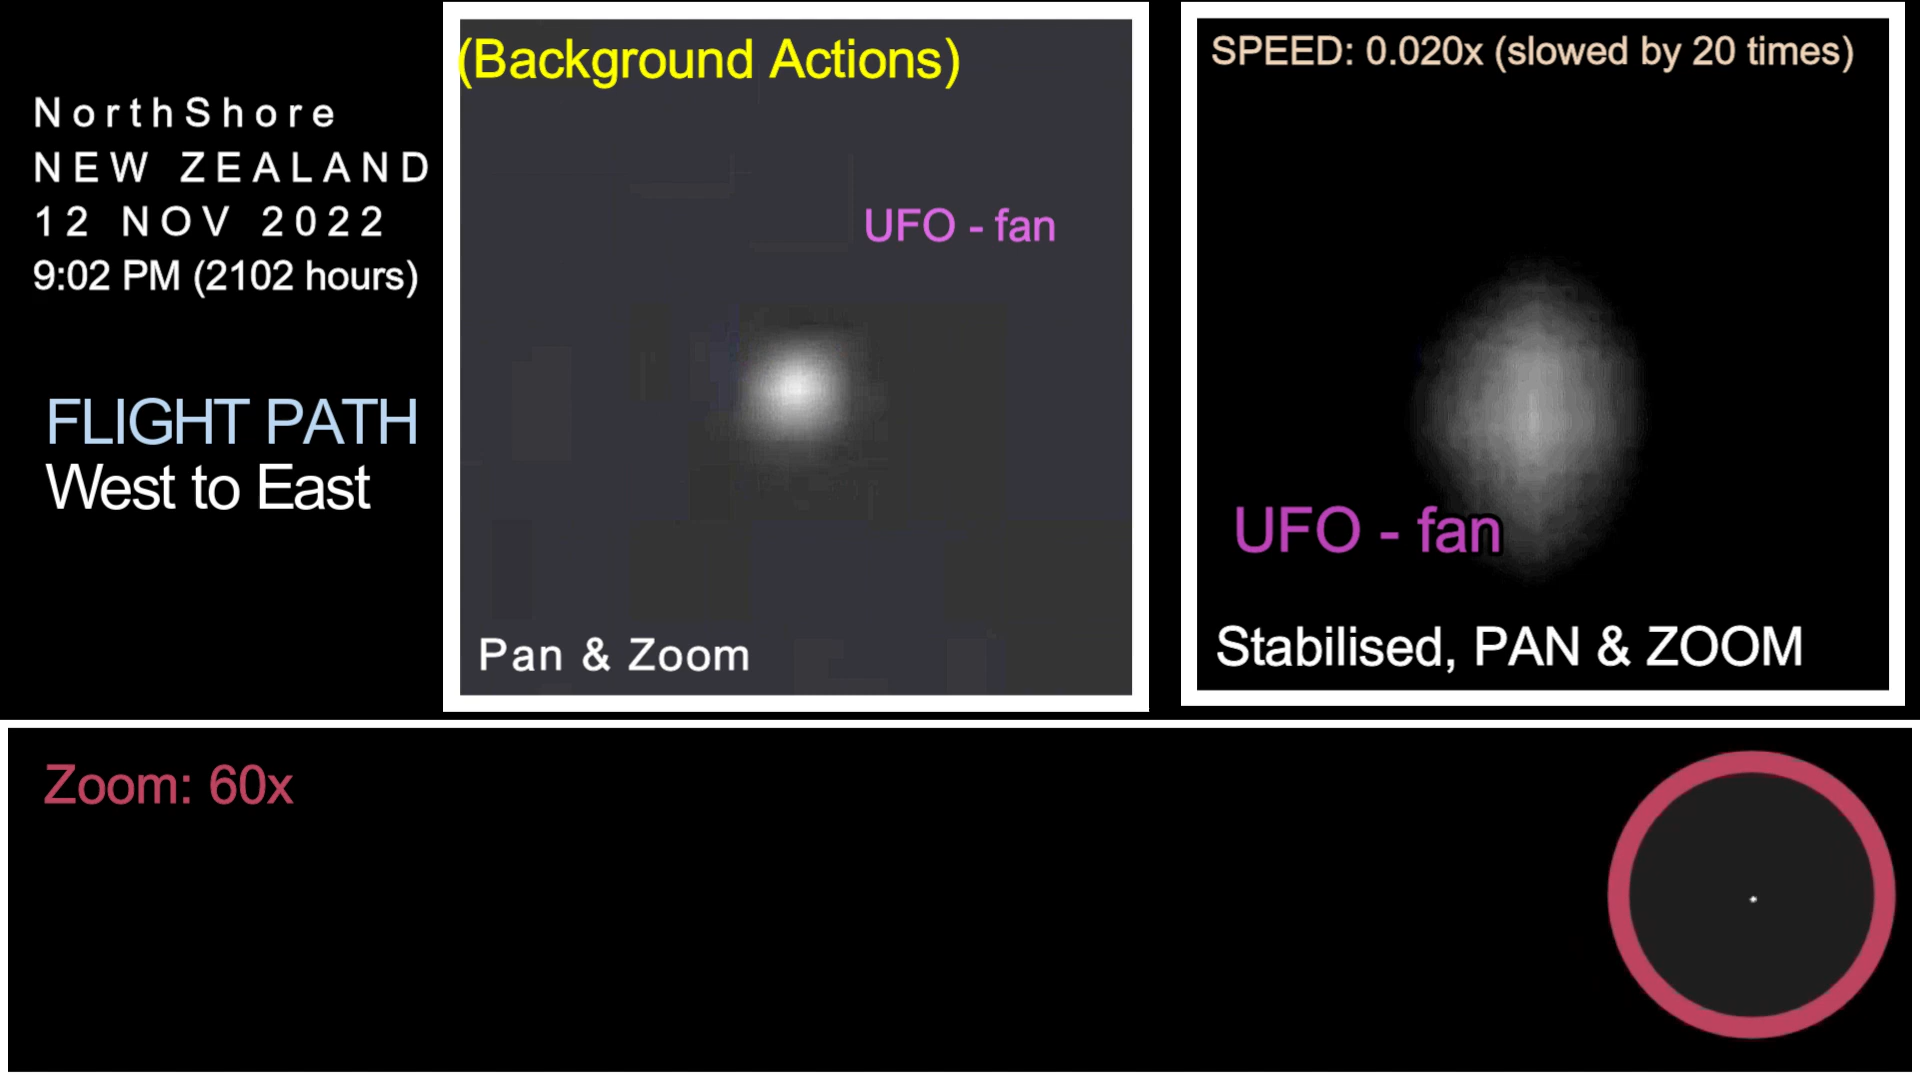 NorthShore
NEW ZEALAND
12 NOV 2022
9:02 PM (2102 hours)
FLIGHT PATH
West to East
(Background Actions)
UFO - fan
Pan & Zoom
SPEED: 0.020x (slowed by 20 times)
UFO - fan
Stabilised, PAN & ZOOM
Zoom: 60x